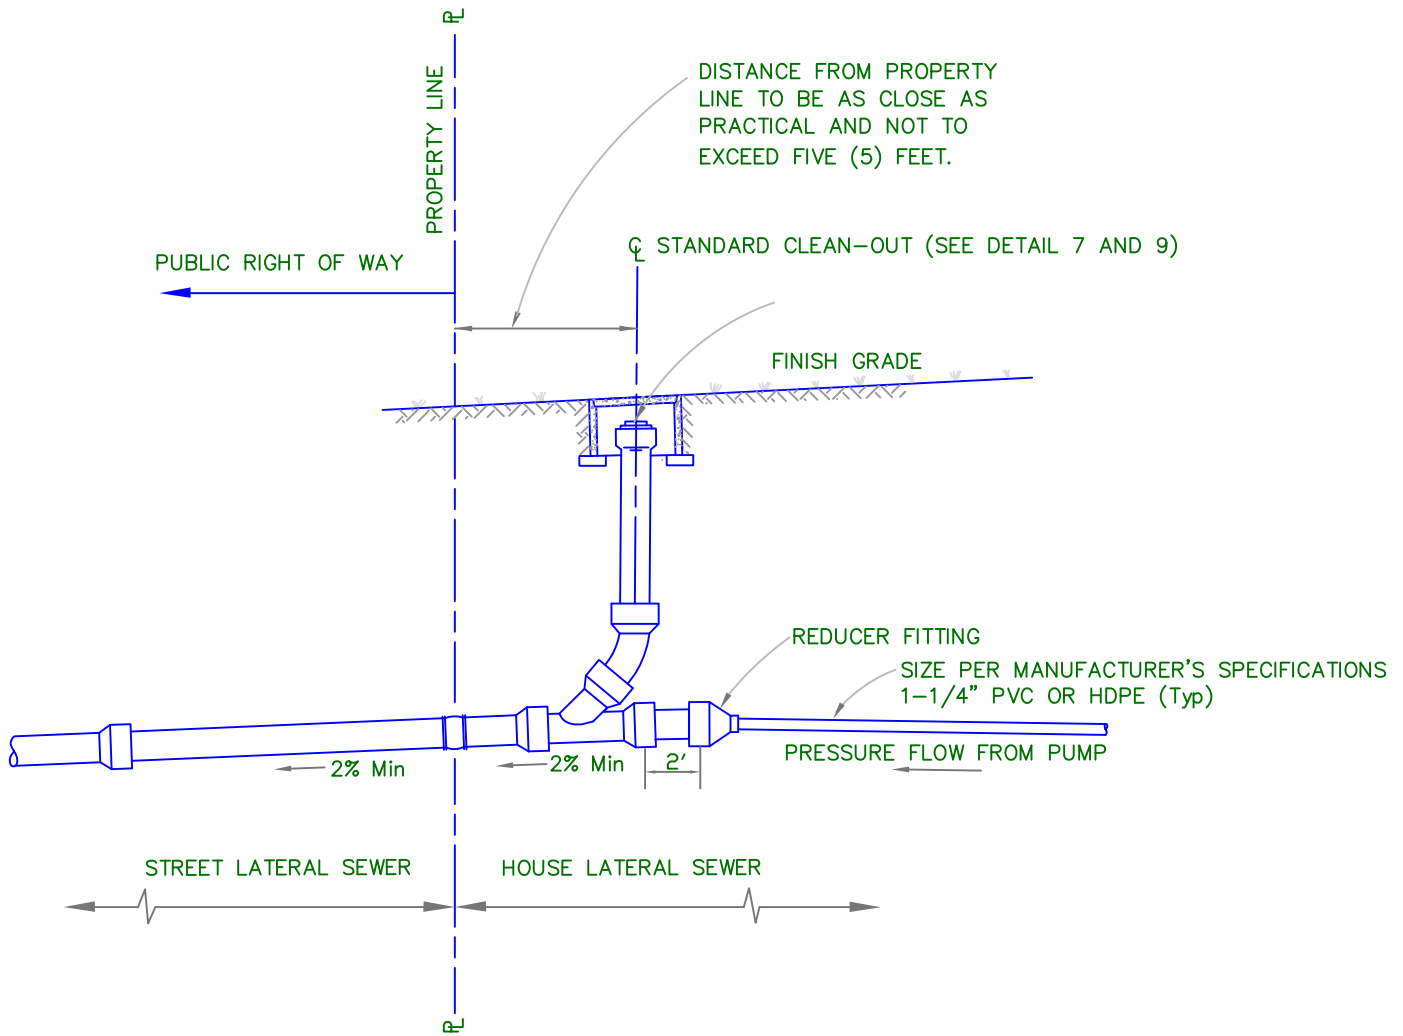 PL
PROPERTY LINE
DISTANCE FROM PROPERTY
LINE TO BE AS CLOSE AS
PRACTICAL AND NOT TO
EXCEED FIVE (5) FEET.
PUBLIC RIGHT OF WAY
CL STANDARD CLEAN-OUT (SEE DETAIL 7 AND 9)
FINISH GRADE
REDUCER FITTING
SIZE PER MANUFACTURER'S SPECIFICATIONS
1-1/4" PVC OR HDPE (Typ)
PRESSURE FLOW FROM PUMP
2% Min
2% Min
2'
STREET LATERAL SEWER
HOUSE LATERAL SEWER
PL